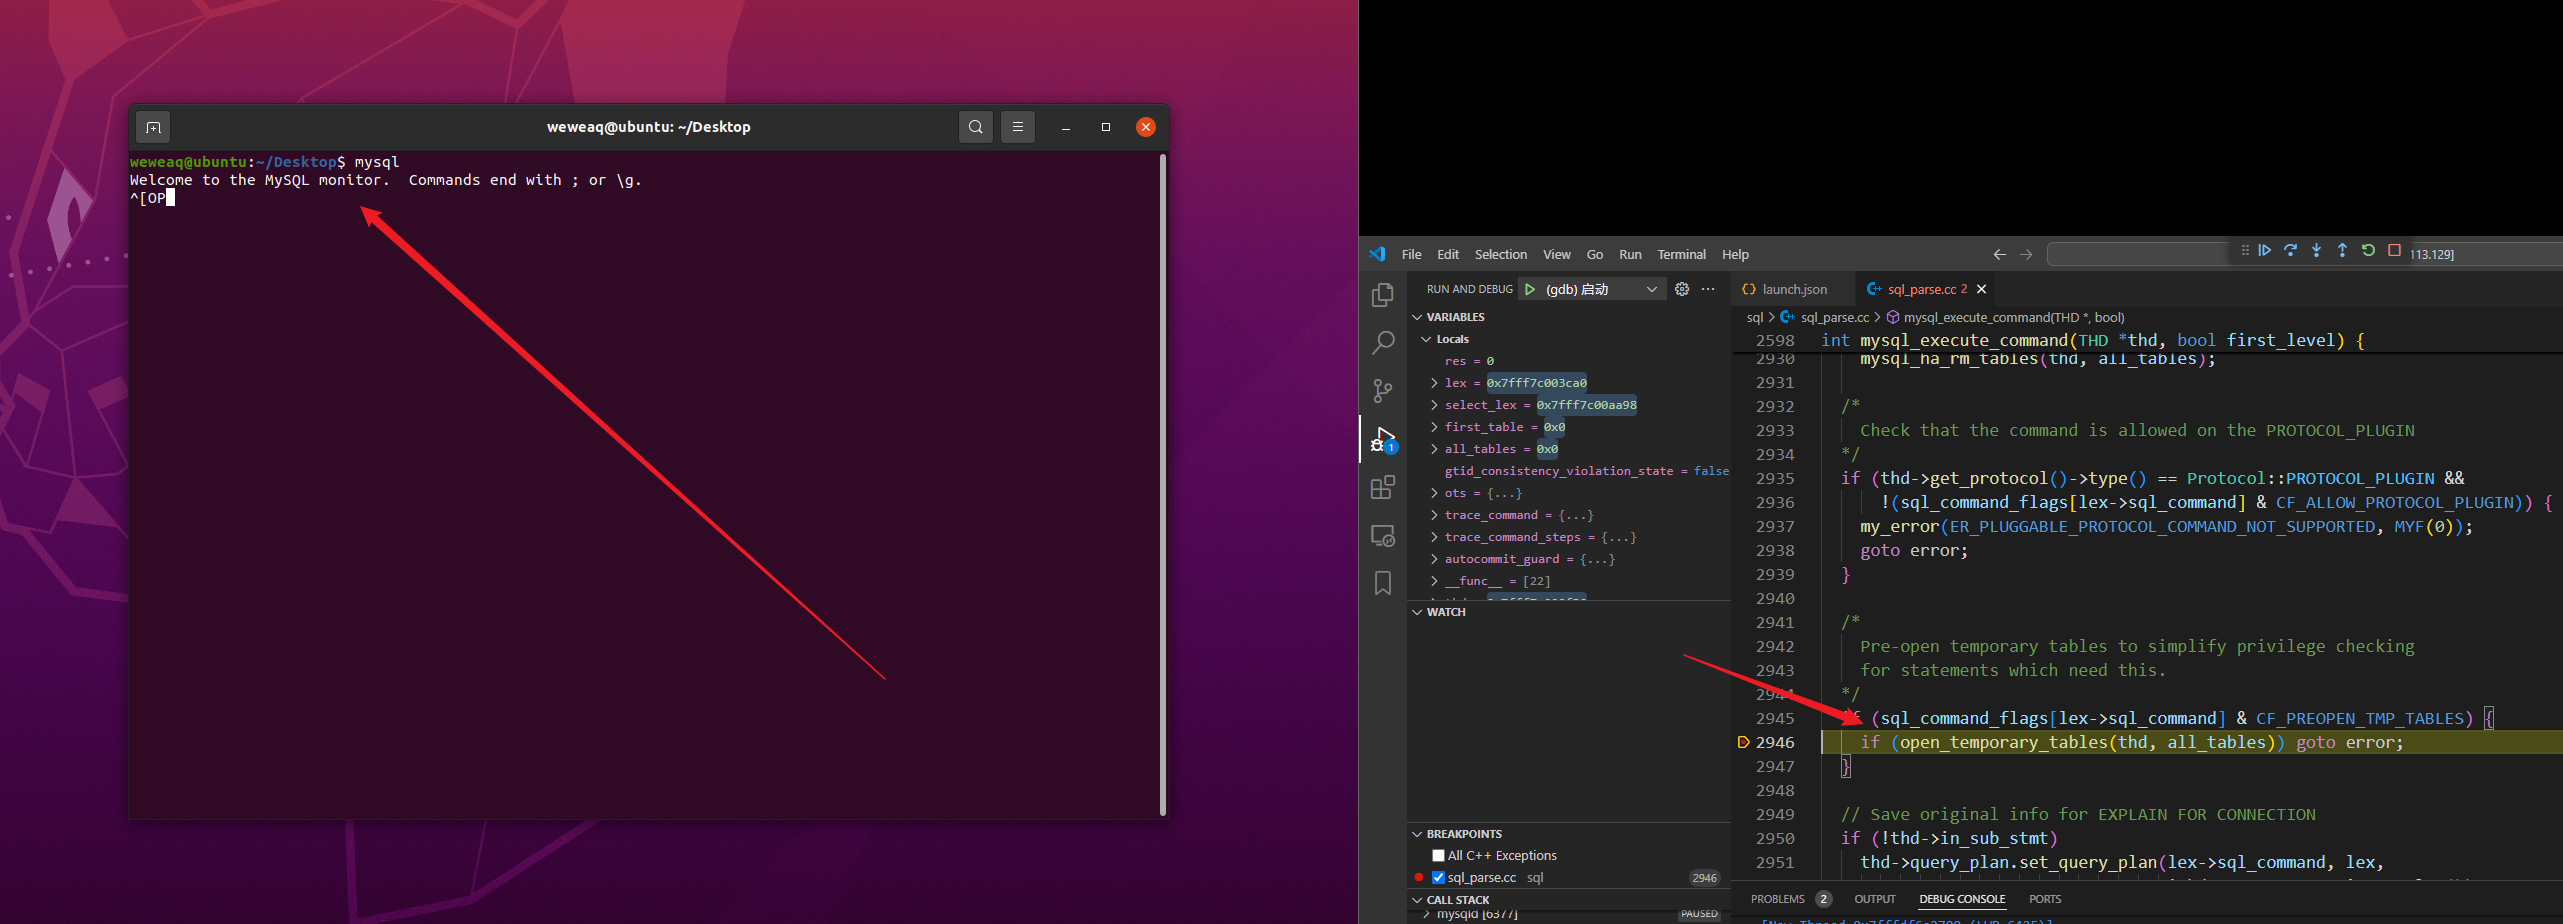 weweaq@ubuntu: ~/Desktop
weweaq@ubuntu:~/Desktop$ mysql
Welcome to the MySQL monitor.  Commands end with ; or \g.
^[OP
File Edit Selection View Go Run Terminal Help
113.129]
RUN AND DEBUG (gdb) 启动
VARIABLES
Locals
res = 0
lex = 0x7fff7c003ca0
select_lex = 0x7fff7c00aa98
first_table = 0x0
all_tables = 0x0
gtid_consistency_violation_state = false
ots = {...}
trace_command = {...}
trace_command_steps = {...}
autocommit_guard = {...}
__func__ = [22]
1
WATCH
BREAKPOINTS
All C++ Exceptions
sql_parse.cc sql 2946
CALL STACK
mysqld [6377] PAUSED
launch.json
sql_parse.cc 2
sql > sql_parse.cc > mysql_execute_command(THD *, bool)
2598 int mysql_execute_command(THD *thd, bool first_level) {
2930 mysql_ha_rm_tables(thd, all_tables);
2931
2932 /*
2933 Check that the command is allowed on the PROTOCOL_PLUGIN
2934 */
2935 if (thd->get_protocol()->type() == Protocol::PROTOCOL_PLUGIN &&
2936 !(sql_command_flags[lex->sql_command] & CF_ALLOW_PROTOCOL_PLUGIN)) {
2937 my_error(ER_PLUGGABLE_PROTOCOL_COMMAND_NOT_SUPPORTED, MYF(0));
2938 goto error;
2939 }
2940
2941 /*
2942 Pre-open temporary tables to simplify privilege checking
2943 for statements which need this.
2944 */
2945 if (sql_command_flags[lex->sql_command] & CF_PREOPEN_TMP_TABLES) {
2946 if (open_temporary_tables(thd, all_tables)) goto error;
2947 }
2948
2949 // Save original info for EXPLAIN FOR CONNECTION
2950 if (!thd->in_sub_stmt)
2951 thd->query_plan.set_query_plan(lex->sql_command, lex,
PROBLEMS 2 OUTPUT DEBUG CONSOLE PORTS